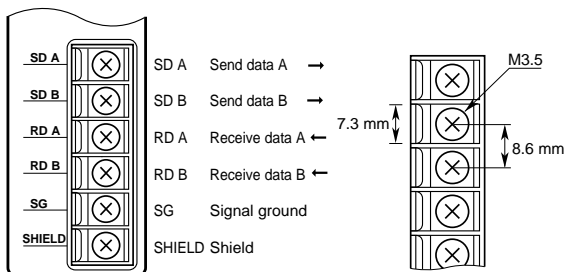 SD A SD A Send data A →
SD B SD B Send data B →
RD A RD A Receive data A ←
RD B RD B Receive data B ←
SG SG Signal ground
SHIELD SHIELD Shield
M3.5
7.3 mm
8.6 mm